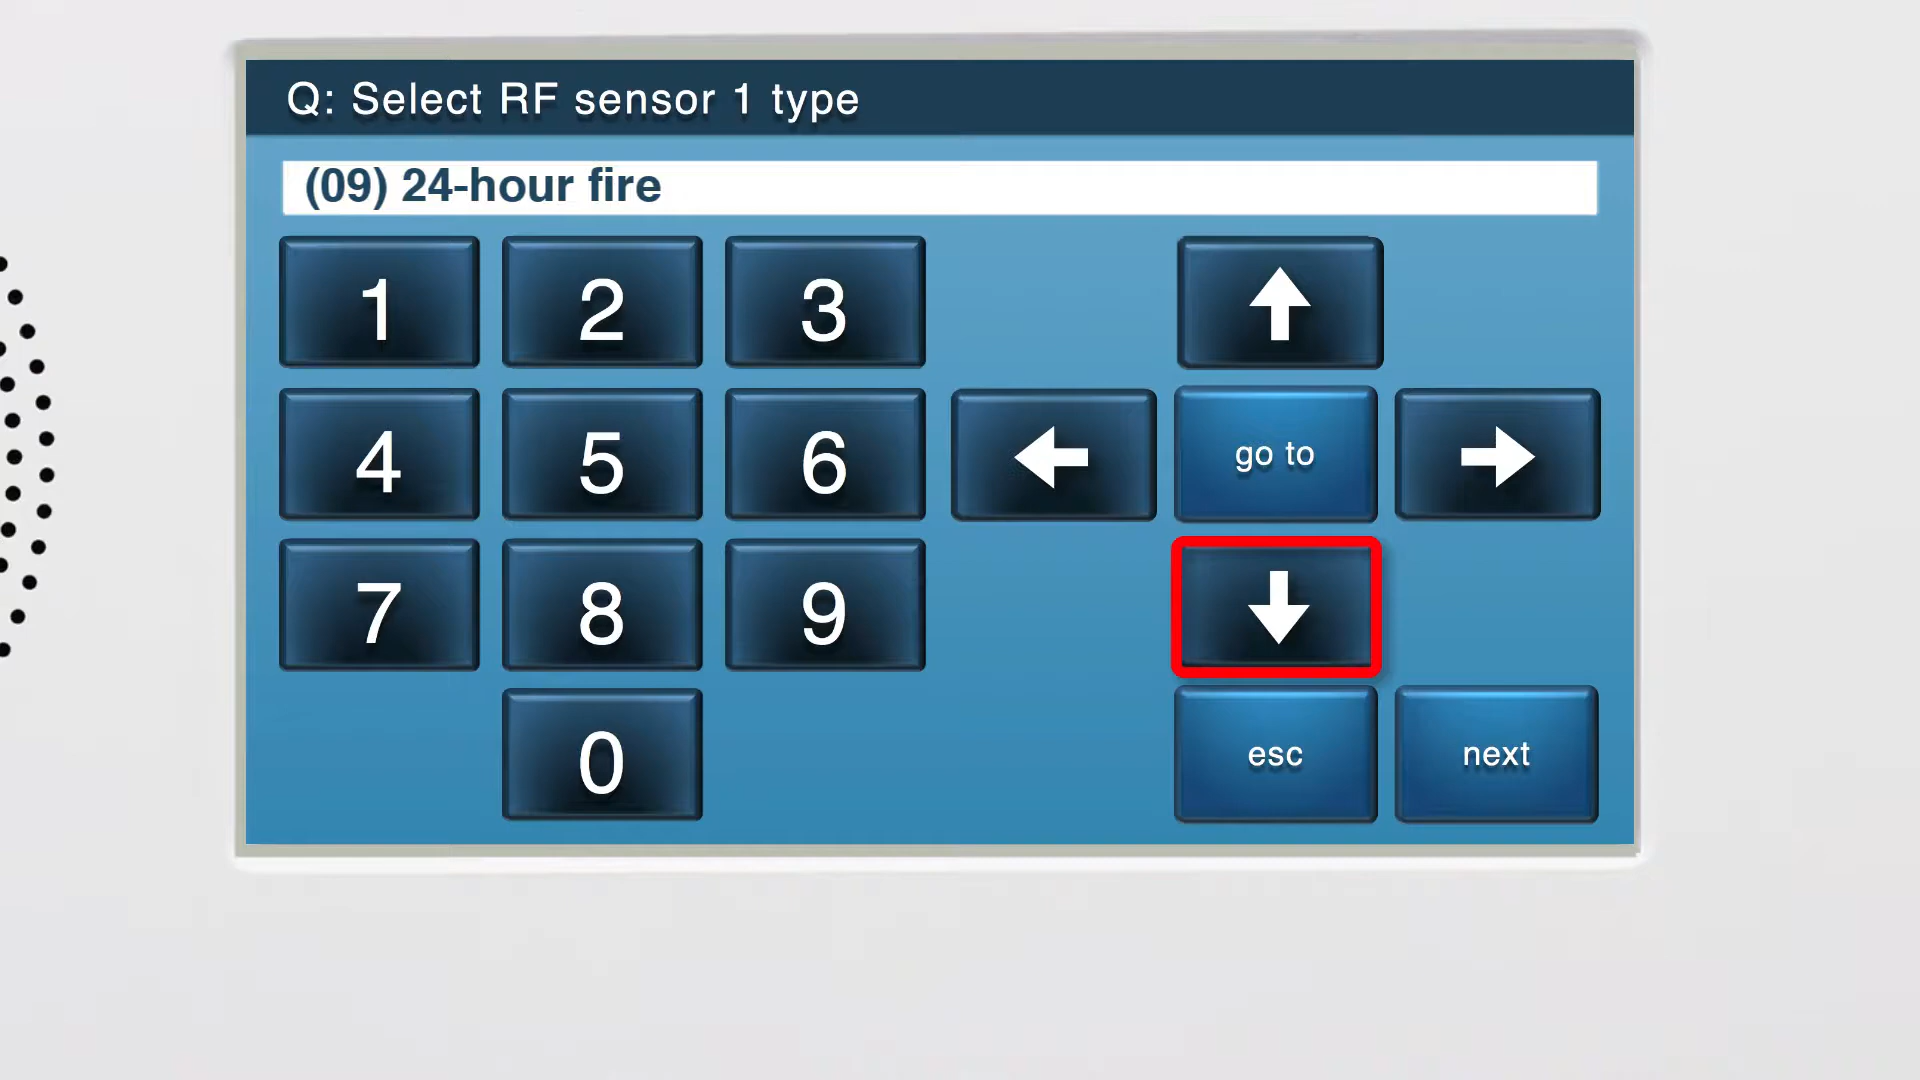 Q: Select RF sensor 1 type
(09) 24-hour fire
1 2 3
4 5 6 go to
7 8 9
0 esc next